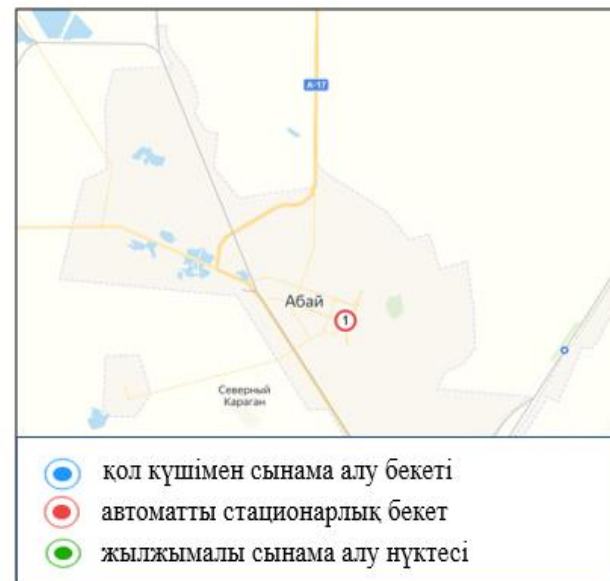 А-17
Абай
1
Северный
Караган
қол күшімен сынама алу бекеті
автоматты стационарлық бекет
жылжымалы сынама алу нүктесі